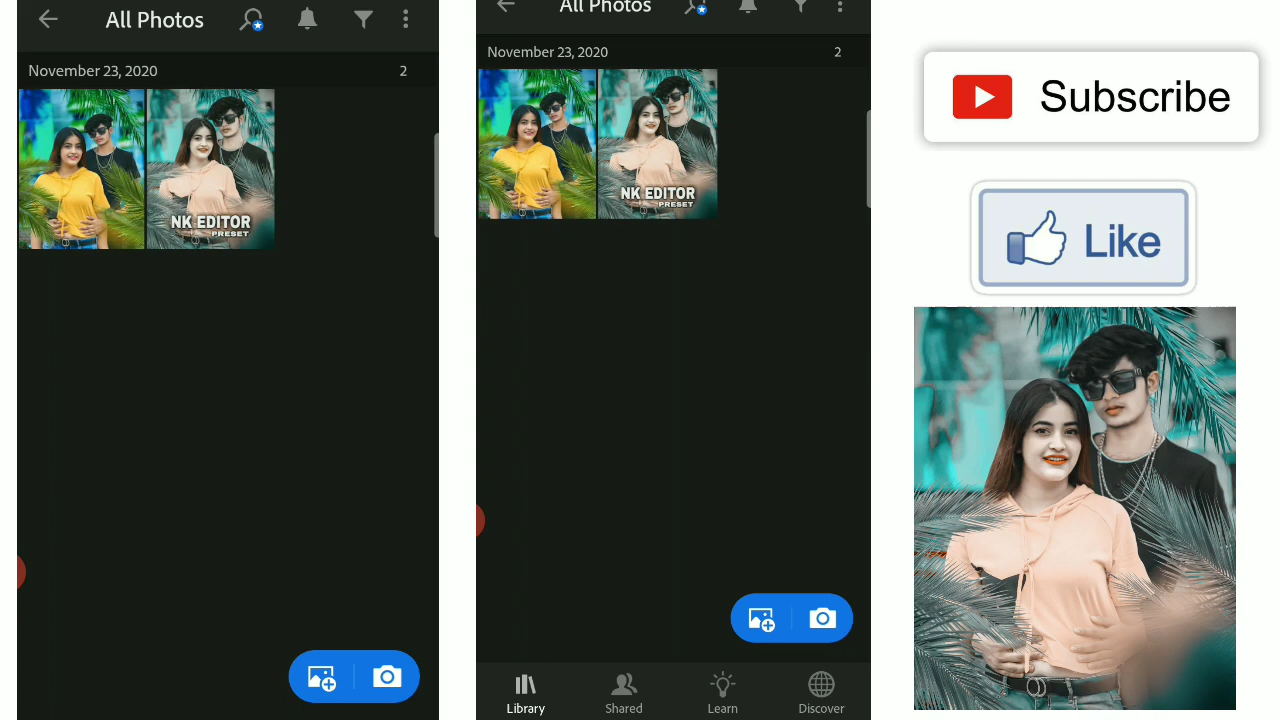 All Photos
November 23, 2020
2
NK EDITOR
PRESET
All Photos
November 23, 2020
2
NK EDITOR
PRESET
Library
Shared
Learn
Discover
Subscribe
Like